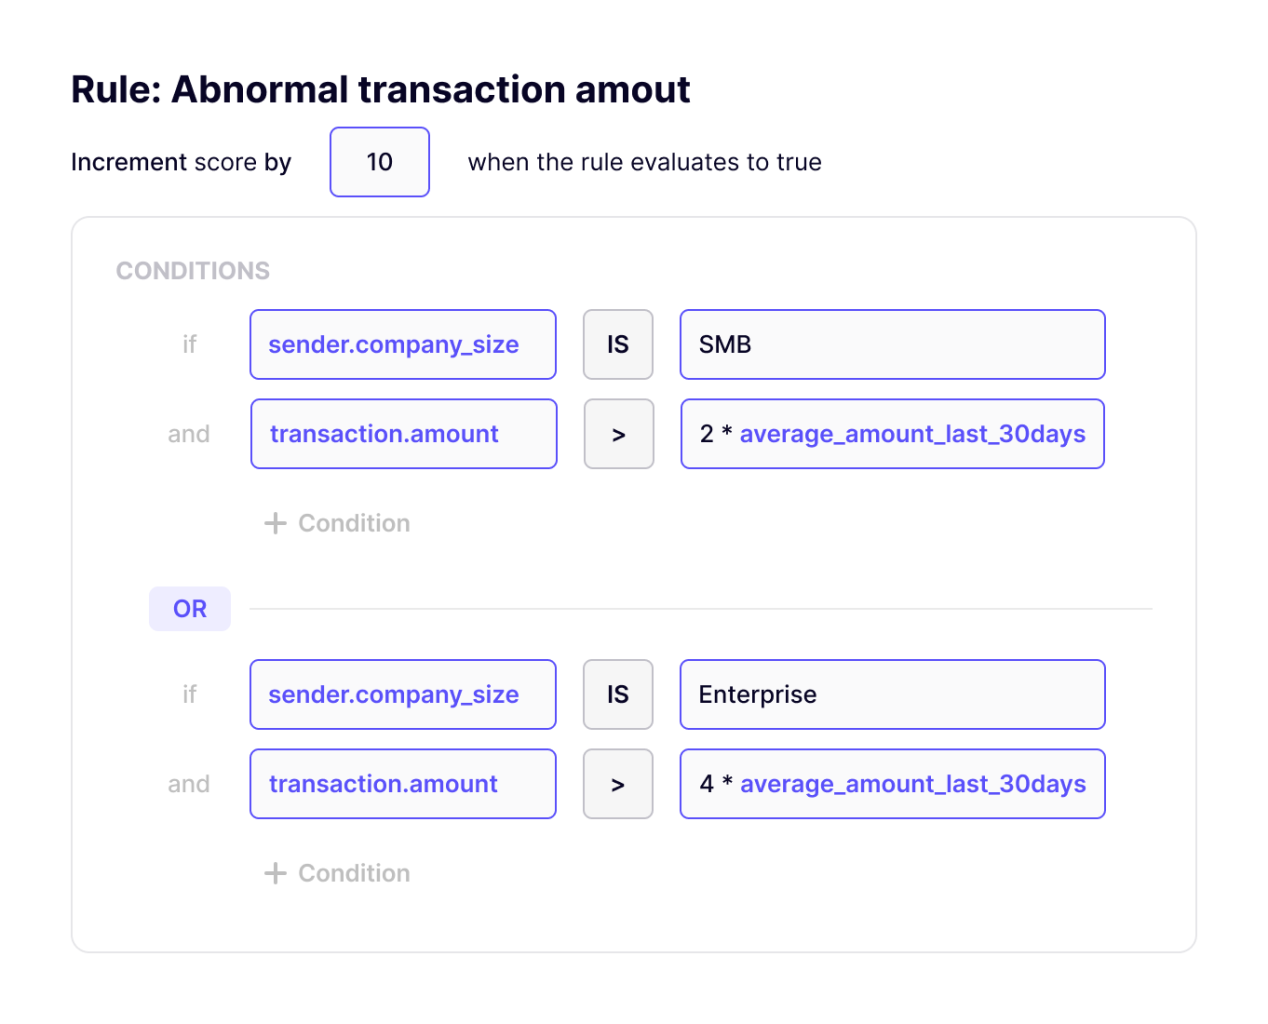 Rule: Abnormal transaction amout
Increment score by 10 when the rule evaluates to true
CONDITIONS
if sender.company_size IS SMB
and transaction.amount > 2 * average_amount_last_30days
+ Condition
OR
if sender.company_size IS Enterprise
and transaction.amount > 4 * average_amount_last_30days
+ Condition